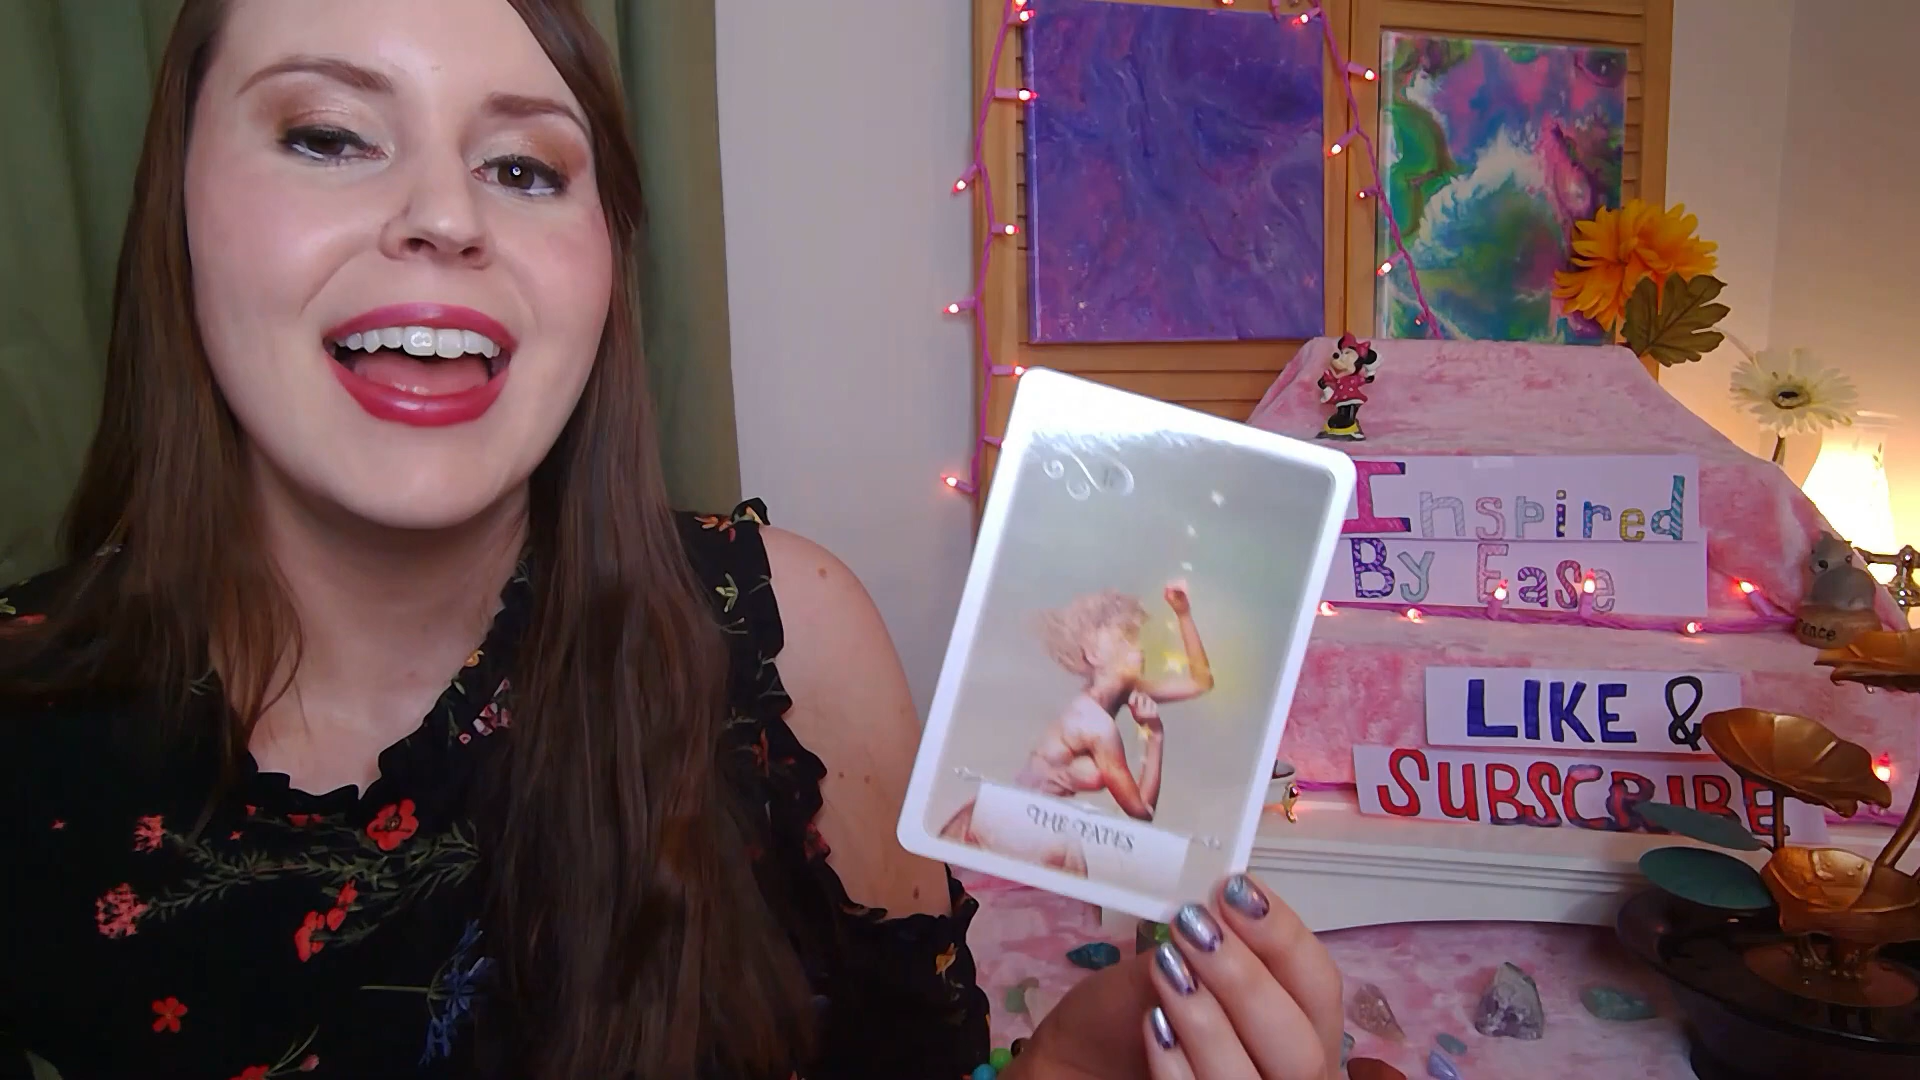 Inspired
By Ease
LIKE &
SUBSCRIBE
THE FATES